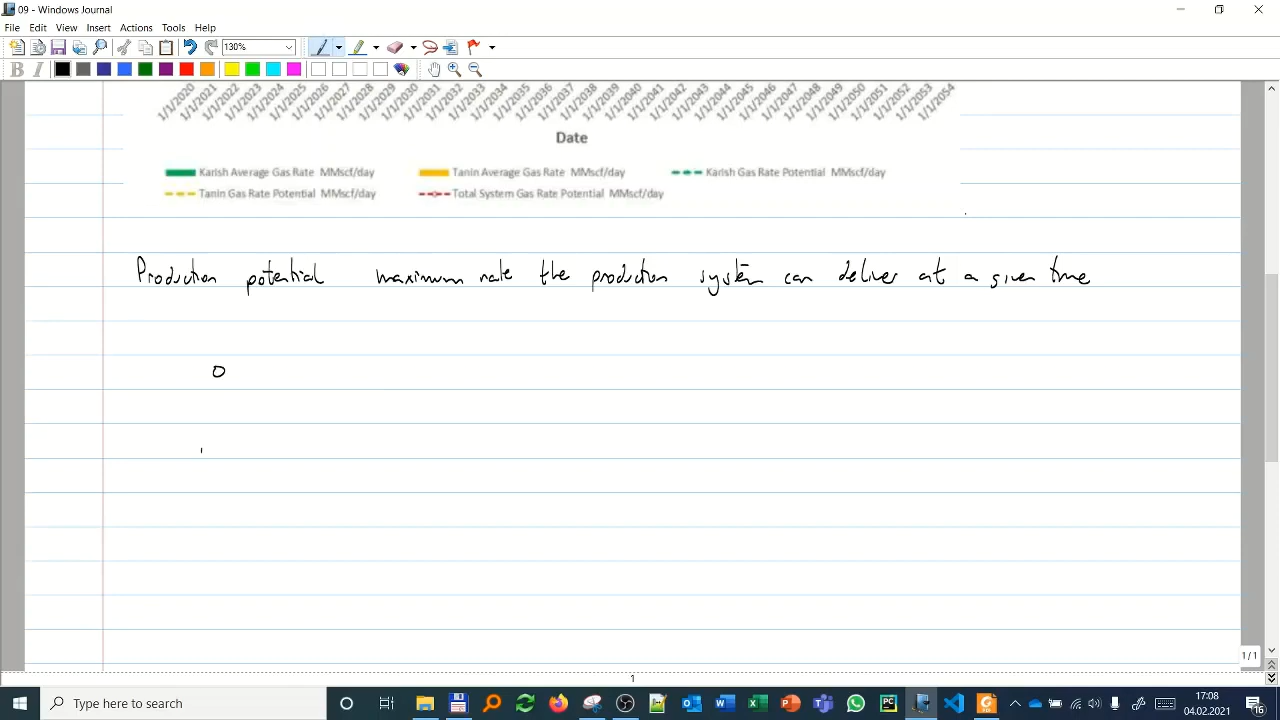 09 - Windows Journal
File Edit View Insert Actions Tools Help
130%
B I
1/1/2020 1/1/2021 1/1/2022 1/1/2023 1/1/2024 1/1/2025 1/1/2026 1/1/2027 1/1/2028 1/1/2029 1/1/2030 1/1/2031 1/1/2032 1/1/2033 1/1/2034 1/1/2035 1/1/2036 1/1/2037 1/1/2038 1/1/2039 1/1/2040 1/1/2041 1/1/2042 1/1/2043 1/1/2044 1/1/2045 1/1/2046 1/1/2047 1/1/2048 1/1/2049 1/1/2050 1/1/2051 1/1/2052 1/1/2053 1/1/2054
Date
Karish Average Gas Rate MMscf/day Tanin Average Gas Rate MMscf/day Karish Gas Rate Potential MMscf/day
Tanin Gas Rate Potential MMscf/day Total System Gas Rate Potential MMscf/day
Production potential maximum rate the production system can deliver at a given time
1/1
1
Type here to search
17:08
04.02.2021
16